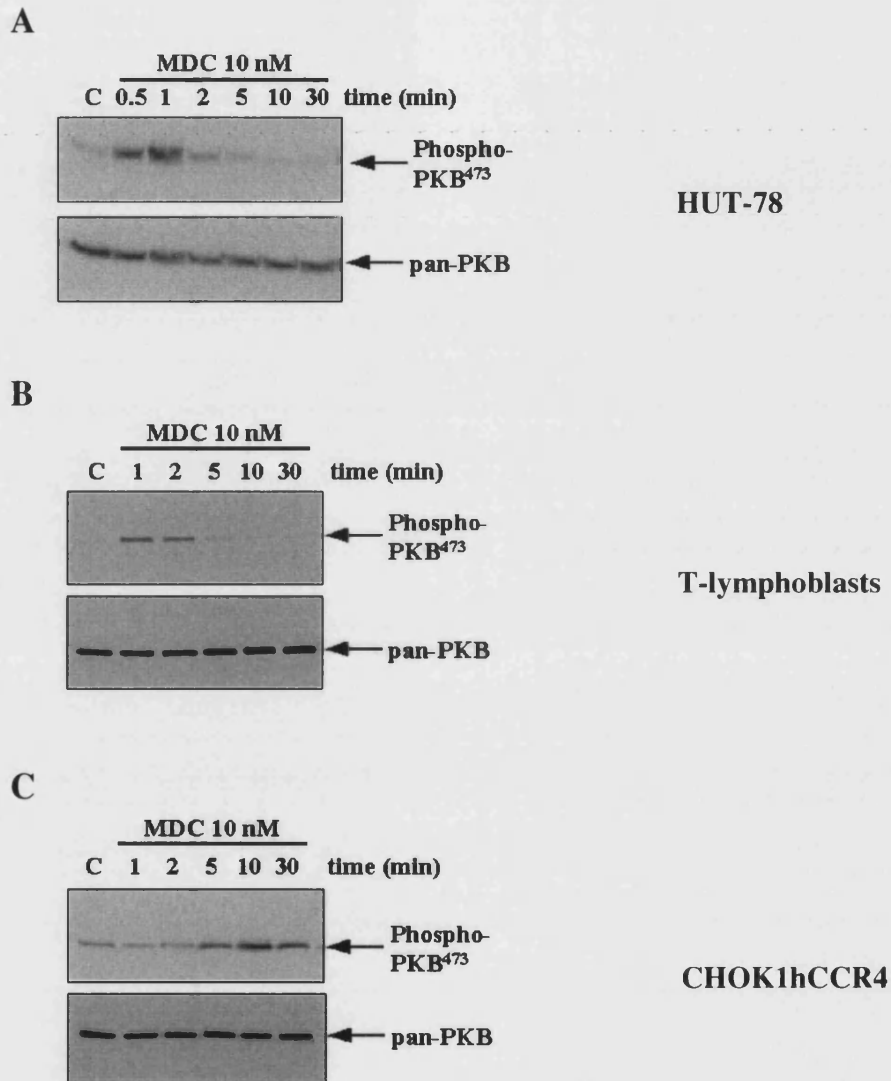 A
MDC 10 nM
C 0.5 1 2 5 10 30 time (min)
Phospho-
PKB473
HUT-78
pan-PKB
B
MDC 10 nM
C 1 2 5 10 30 time (min)
Phospho-
PKB473
T-lymphoblasts
pan-PKB
C
MDC 10 nM
C 1 2 5 10 30 time (min)
Phospho-
PKB473
CHOK1hCCR4
pan-PKB